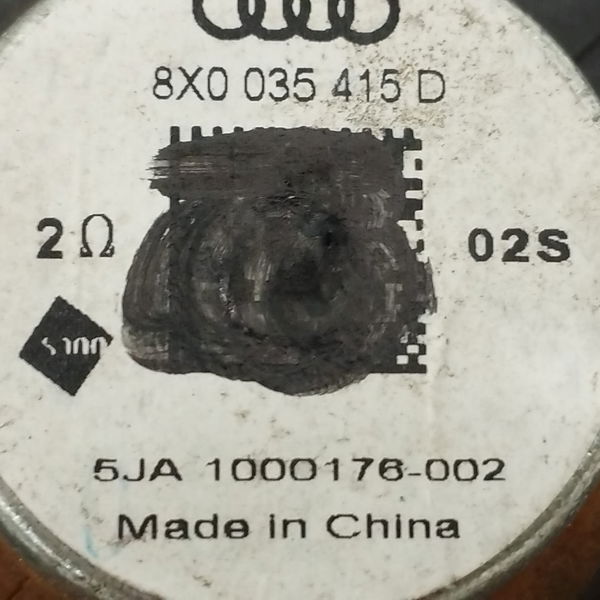 8X0 035 415 D
2 Ω
02S
5JA 1000176-002
Made in China